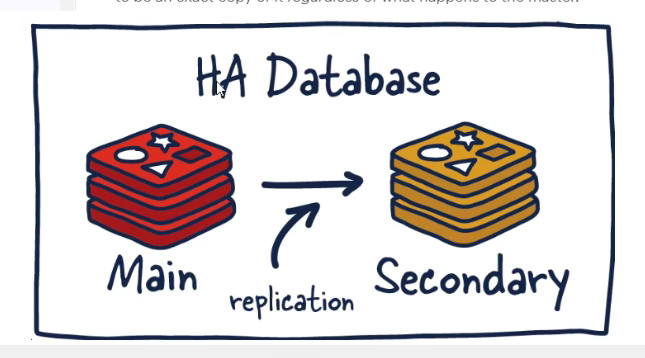 to be an exact copy of it regardless of what happens to the master.
HA Database
Main
Secondary
replication